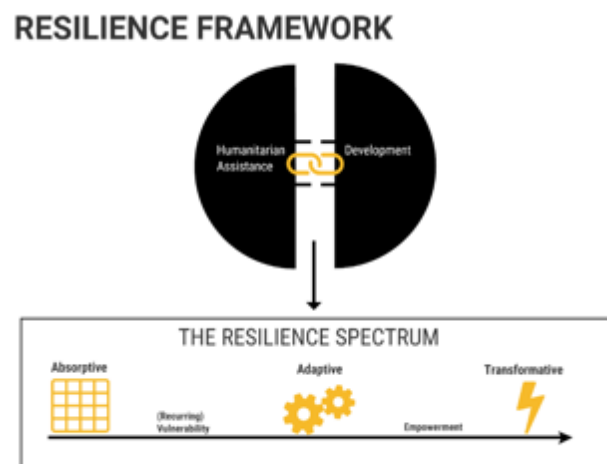 RESILIENCE FRAMEWORK
Humanitarian
Assistance
Development
THE RESILIENCE SPECTRUM
Absorptive
Adaptive
Transformative
(Recurring)
Vulnerability
Empowerment